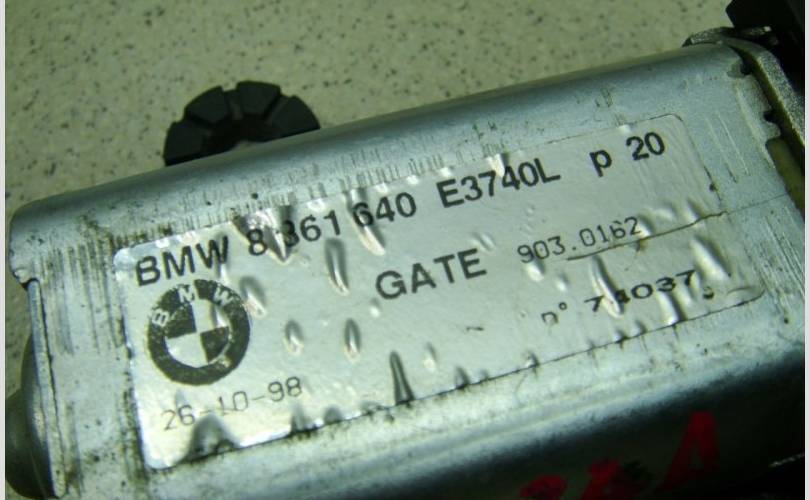 BMW 8 361 640 E3740L p 20
GATE 903.0162
BMW
n° 74037
26-10-98